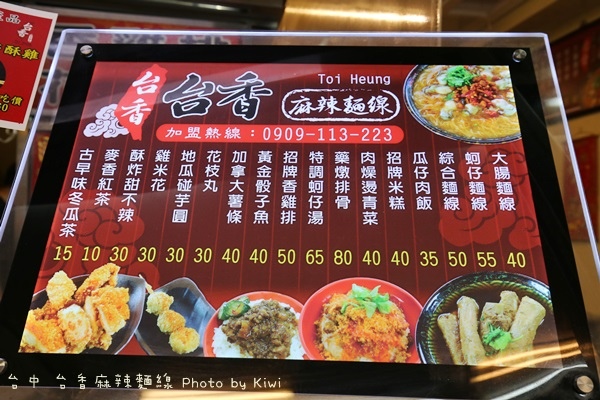 酥雞
台香
台香
Toi Heung
麻辣麵線
加盟熱線：0909-113-223
大腸麵線 40
蚵仔麵線 55
綜合麵線 50
瓜仔肉飯 35
招牌米糕 40
肉燥燙青菜 40
藥燉排骨 80
特調蚵仔湯 65
招牌香雞排 50
黃金骰子魚 40
加拿大薯條 40
花枝丸 30
地瓜碰芋圓 30
雞米花 30
酥炸甜不辣 30
麥香紅茶 10
古早味冬瓜茶 15
台中 台香麻辣麵線 Photo by Kiwi